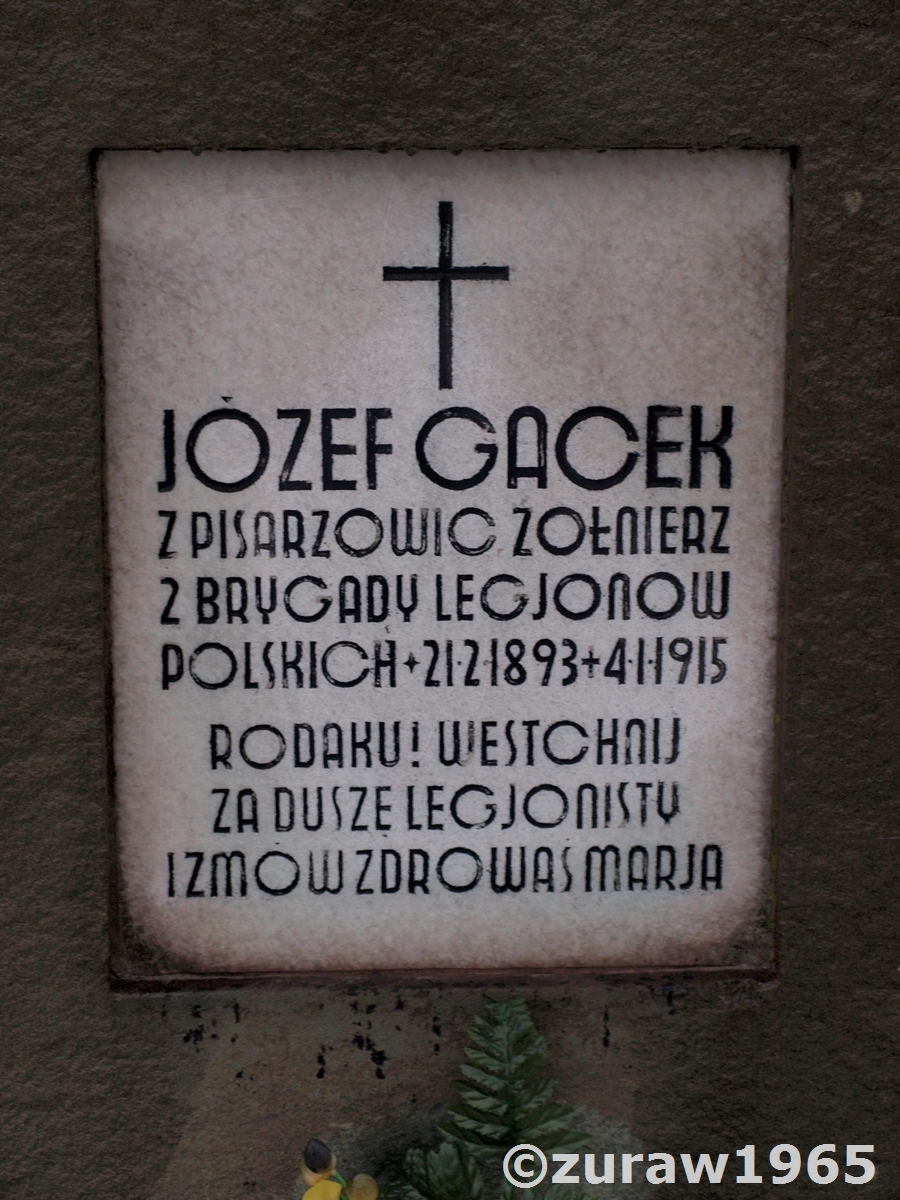 JÓZEF GACEK
Z PISARZOWIC ŻOŁNIERZ
2 BRYGADY LEGJONÓW
POLSKICH + 21·2·1893 + 4·1·1915
RODAKU! WESTCHNIJ
ZA DUSZĘ LEGJONISTY
I ZMÓW ZDROWAŚ MARJA
©zuraw1965